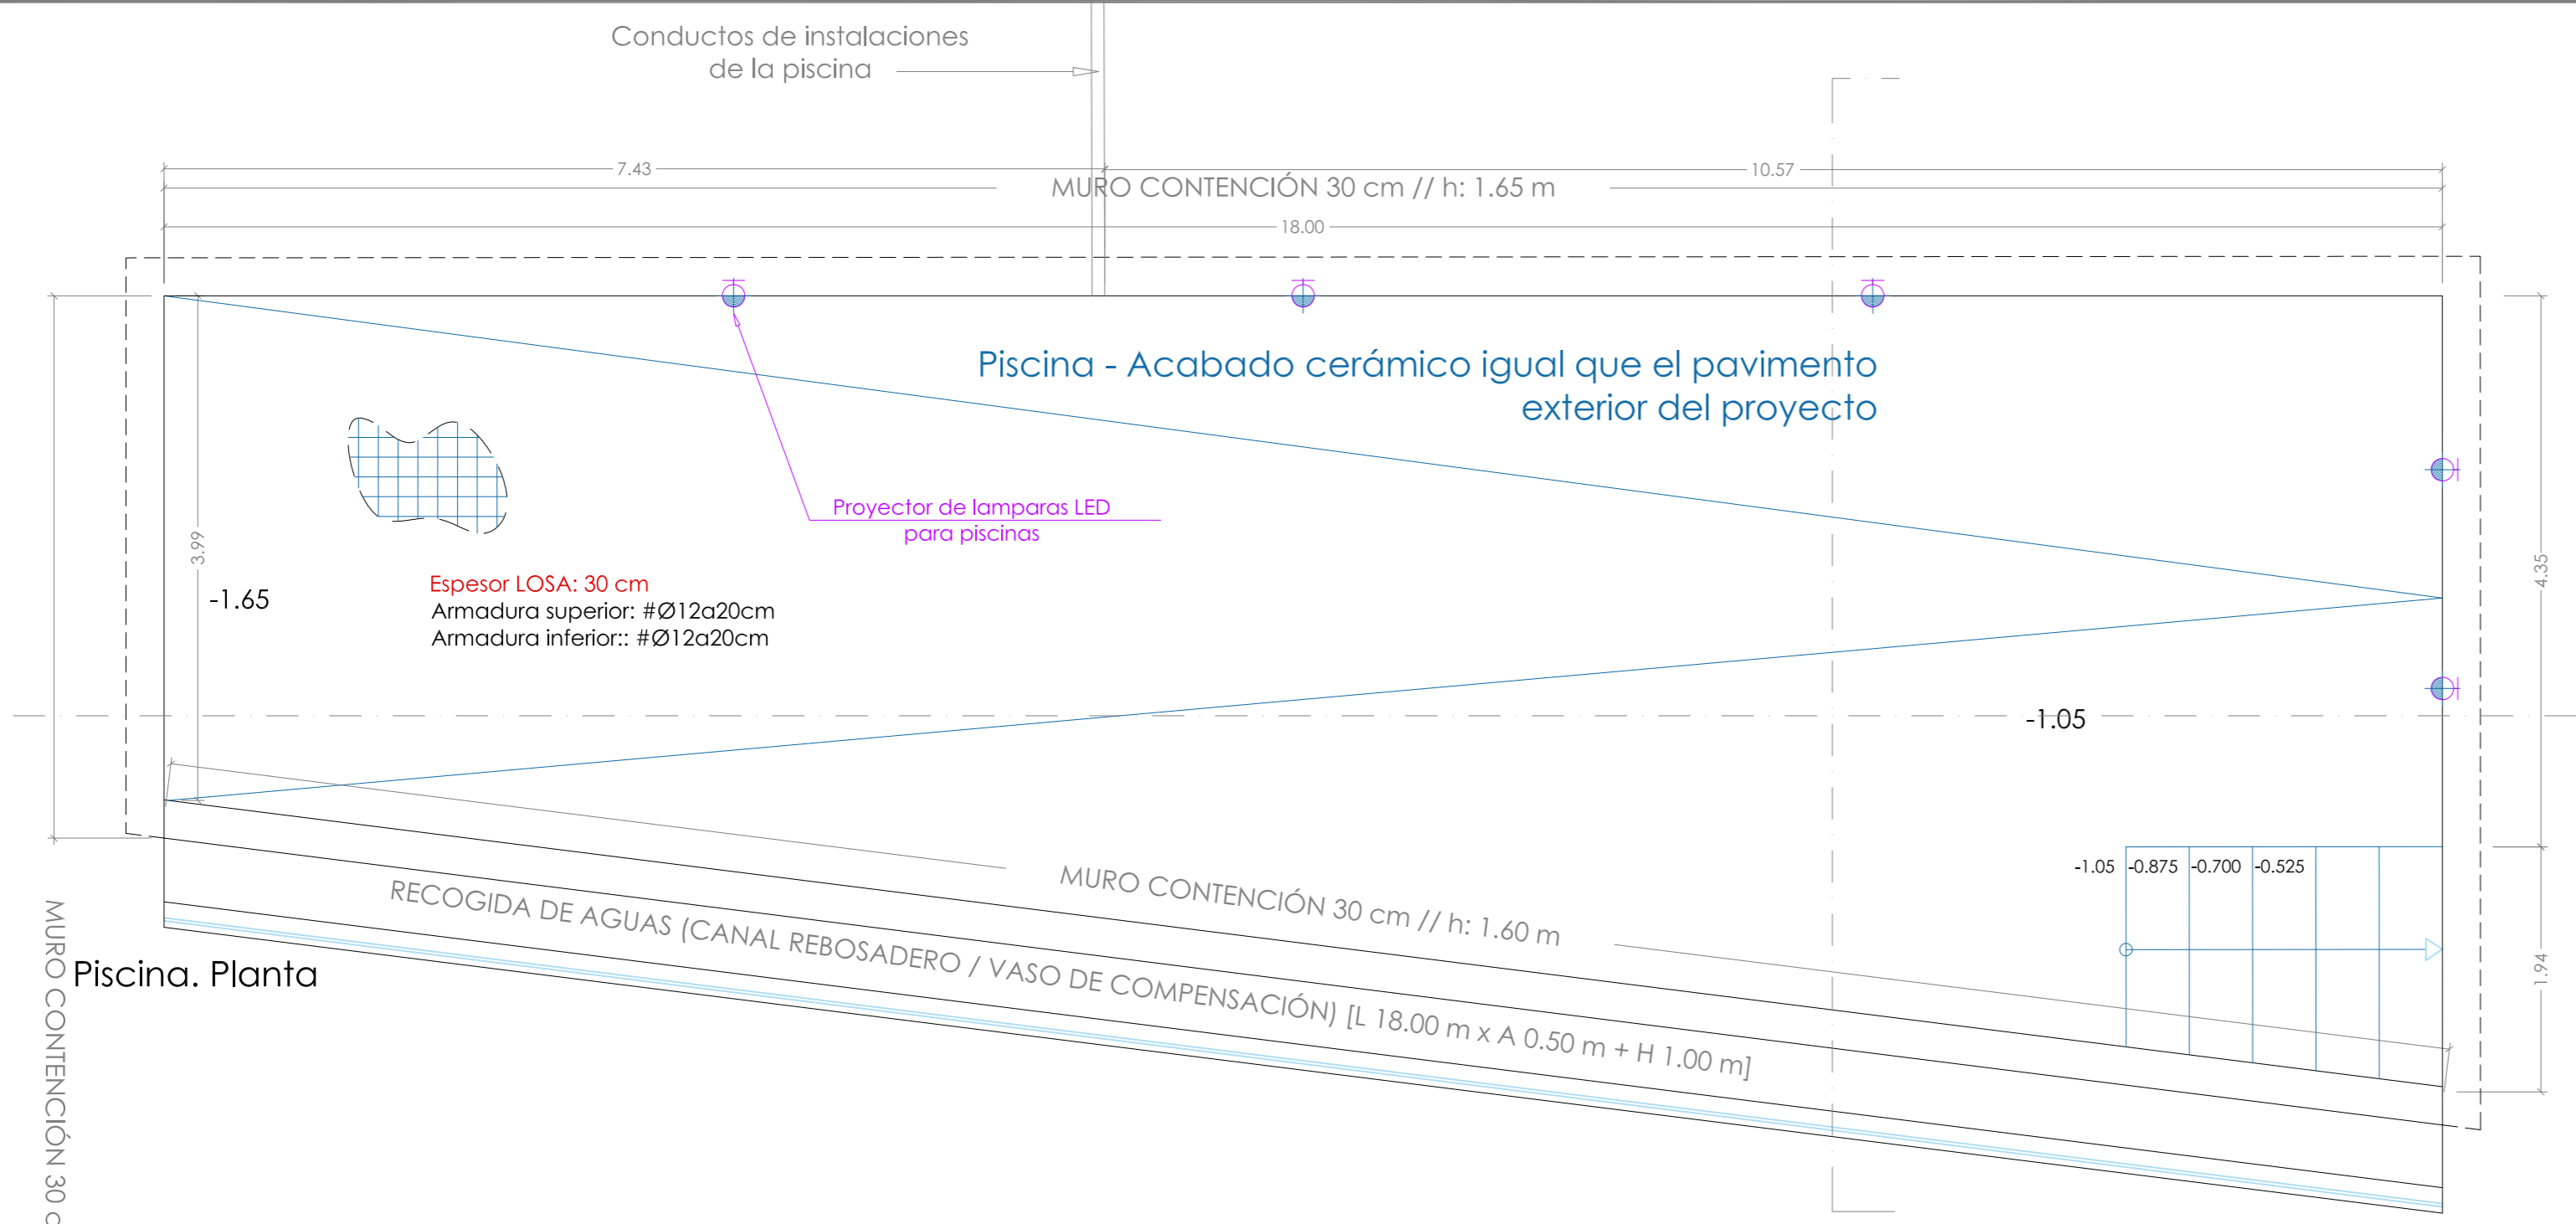 Conductos de instalaciones
de la piscina
7.43
10.57
MURO CONTENCIÓN 30 cm // h: 1.65 m
18.00
Piscina - Acabado cerámico igual que el pavimento
exterior del proyecto
Proyector de lamparas LED
para piscinas
3.99
-1.65
Espesor LOSA: 30 cm
Armadura superior: #Ø12a20cm
Armadura inferior:: #Ø12a20cm
4.35
-1.05
-1.05
-0.875
-0.700
-0.525
MURO CONTENCIÓN 30 cm // h: 1.60 m
RECOGIDA DE AGUAS (CANAL REBOSADERO / VASO DE COMPENSACIÓN) [L 18.00 m x A 0.50 m + H 1.00 m]
1.94
Piscina. Planta
MURO CONTENCIÓN 30